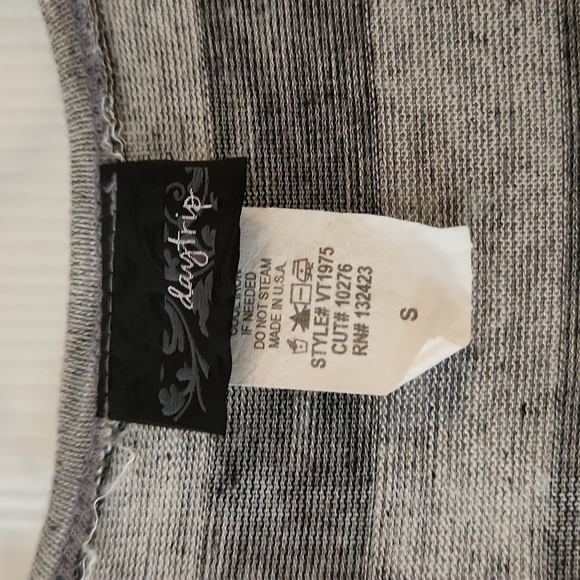 daytrip
IF NEEDED
DO NOT STEAM
MADE IN U.S.A.
STYLE# VT1975
CUT# 10276
RN# 132423
S